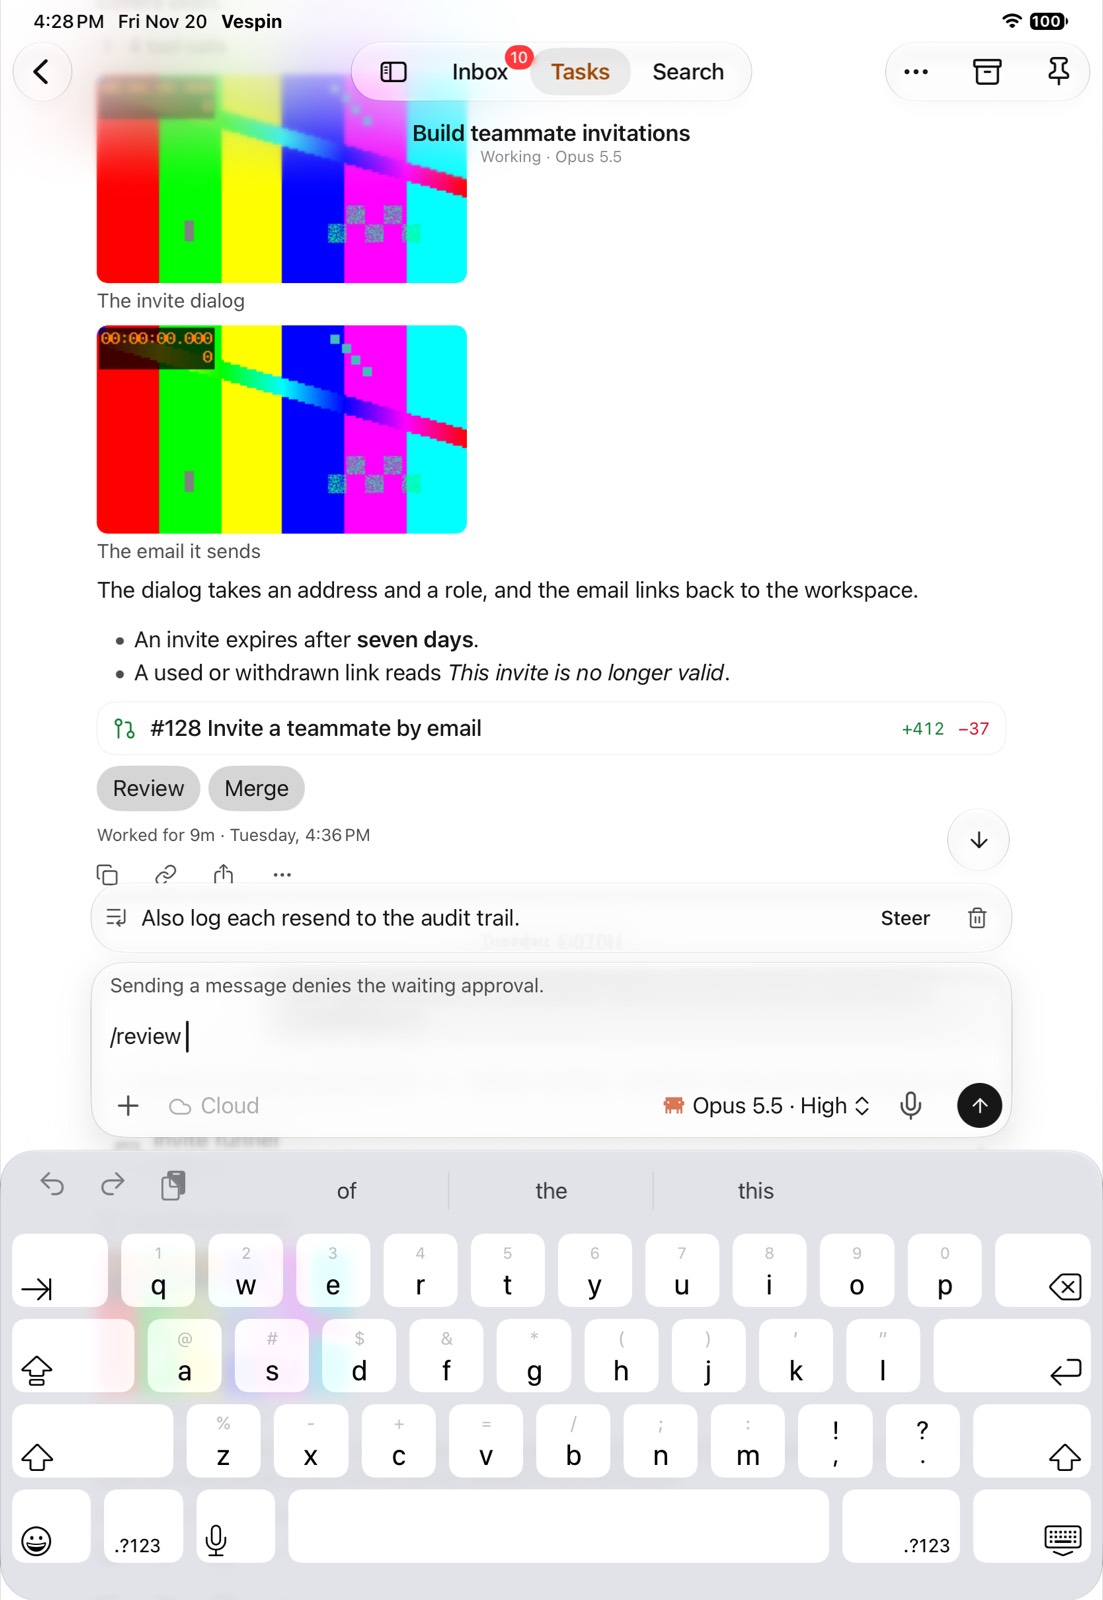 4:28 PM Fri Nov 20 Vespin
100
Inbox 10 Tasks Search
Build teammate invitations
Working · Opus 5.5
The invite dialog
00:00:00.000
0
The email it sends
The dialog takes an address and a role, and the email links back to the workspace.
• An invite expires after seven days.
• A used or withdrawn link reads This invite is no longer valid.
#128 Invite a teammate by email +412 −37
Review Merge
Worked for 9m · Tuesday, 4:36 PM
Also log each resend to the audit trail. Steer
Sending a message denies the waiting approval.
/review
Cloud Opus 5.5 · High
of the this
1 2 3 4 5 6 7 8 9 0
q w e r t y u i o p
@ # $ & * ( ) ' "
a s d f g h j k l
% - + = / ; : ! ?
z x c v b n m , .
.?123 .?123